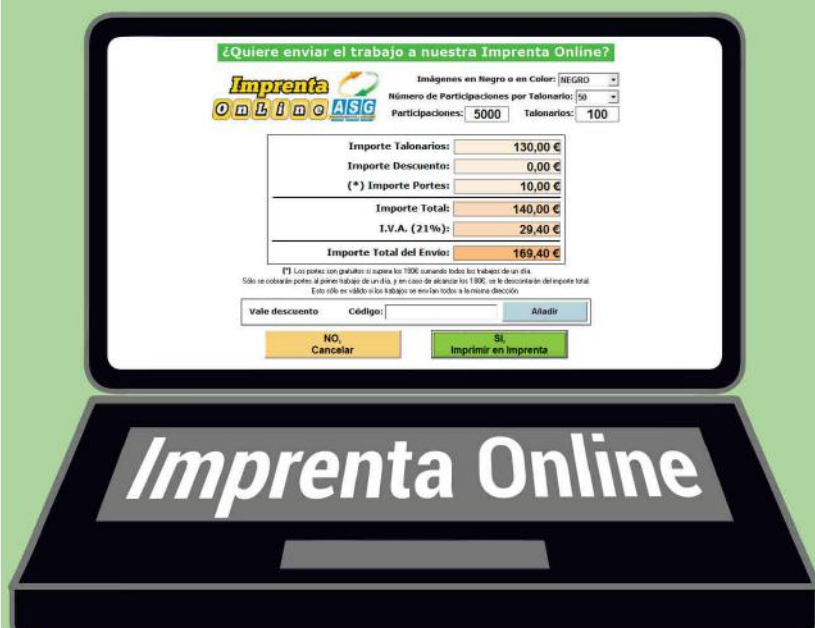 ¿Quiere enviar el trabajo a nuestra Imprenta Online?
Imprenta
OnLine ASG
Imágenes en Negro o en Color: NEGRO
Número de Participaciones por Talonario: 50
Participaciones: 5000 Talonarios: 100
Importe Talonarios: 130,00 €
Importe Descuento: 0,00 €
(*) Importe Portes: 10,00 €
Importe Total: 140,00 €
I.V.A. (21%): 29,40 €
Importe Total del Envío: 169,40 €
(*) Los portes son gratuitos si supera los 180€ sumando todos los trabajos de un día.
Sólo se cobrarán portes al primer trabajo de un día, y en caso de alcanzar los 180€, se le descontarán del importe total.
Esto sólo es válido si los trabajos se envían todos a la misma dirección.
Vale descuento Código: Añadir
NO,
Cancelar
SI,
Imprimir en Imprenta
Imprenta Online